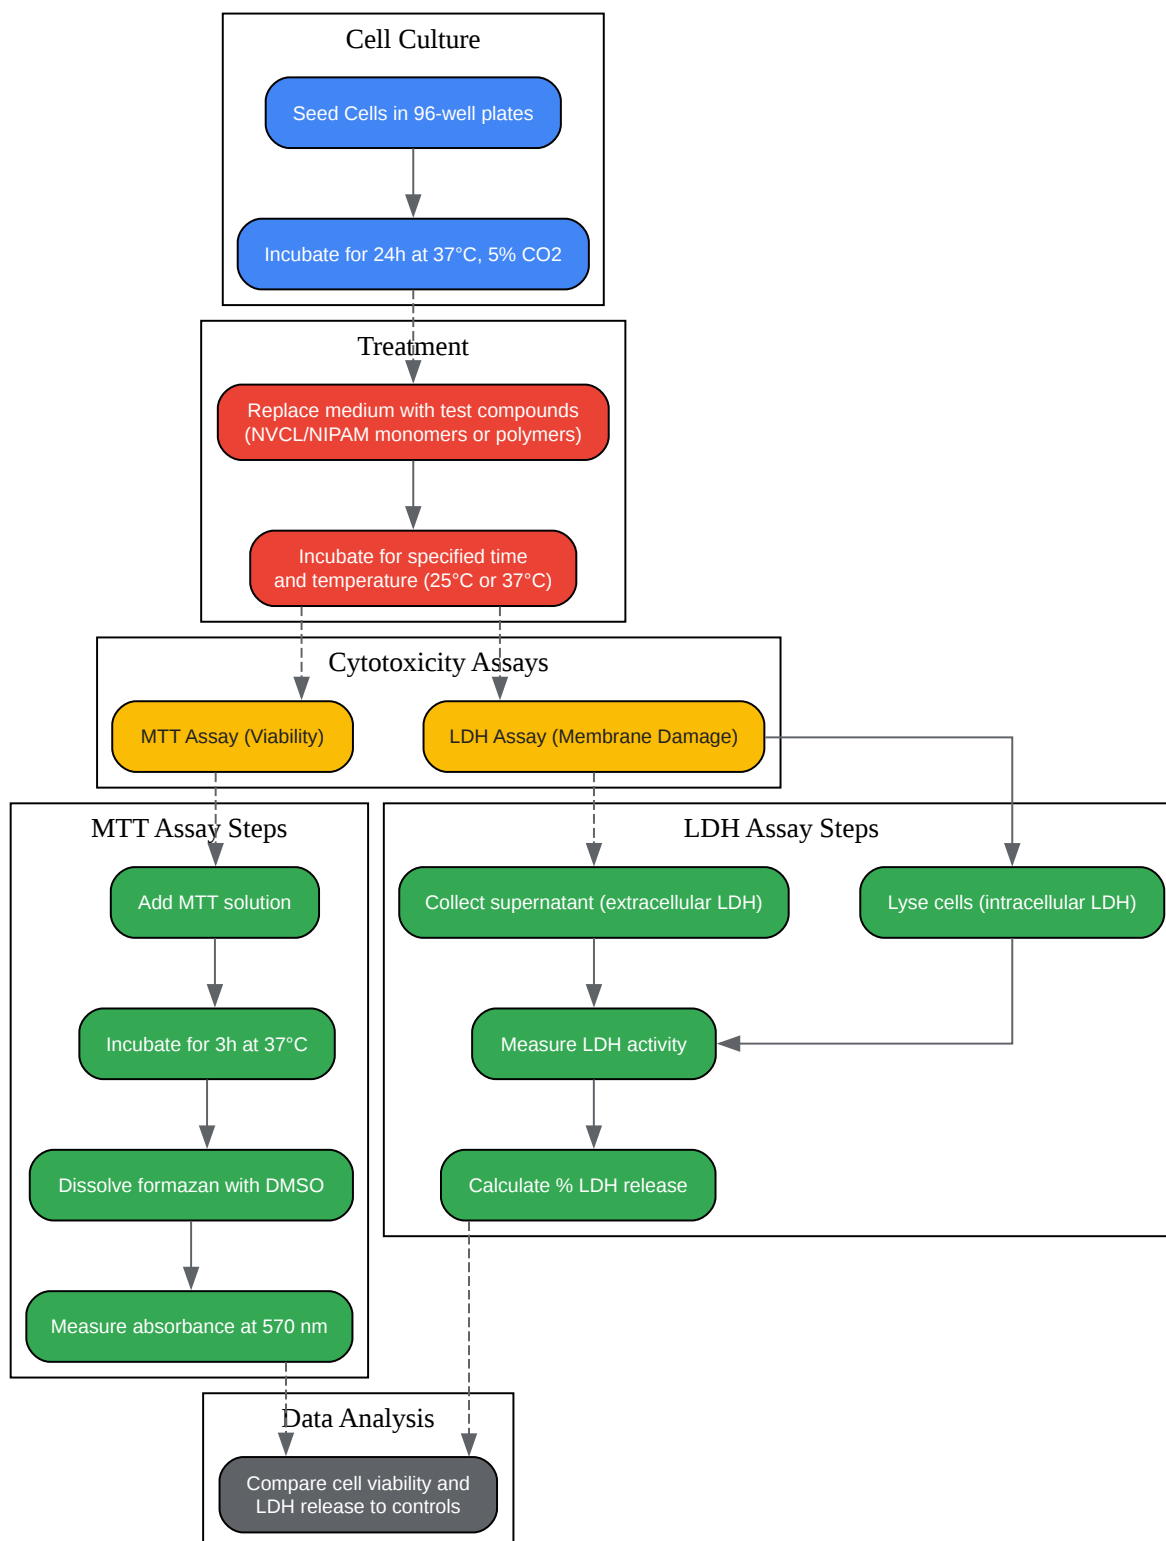 Cell Culture
Seed Cells in 96-well plates
Incubate for 24h at 37°C, 5% CO2
Treatment
Replace medium with test compounds
(NVCL/NIPAM monomers or polymers)
Incubate for specified time
and temperature (25°C or 37°C)
Cytotoxicity Assays
MTT Assay (Viability)
LDH Assay (Membrane Damage)
MTT Assay Steps
Add MTT solution
Incubate for 3h at 37°C
Dissolve formazan with DMSO
Measure absorbance at 570 nm
LDH Assay Steps
Collect supernatant (extracellular LDH)
Lyse cells (intracellular LDH)
Measure LDH activity
Calculate % LDH release
Data Analysis
Compare cell viability and
LDH release to controls